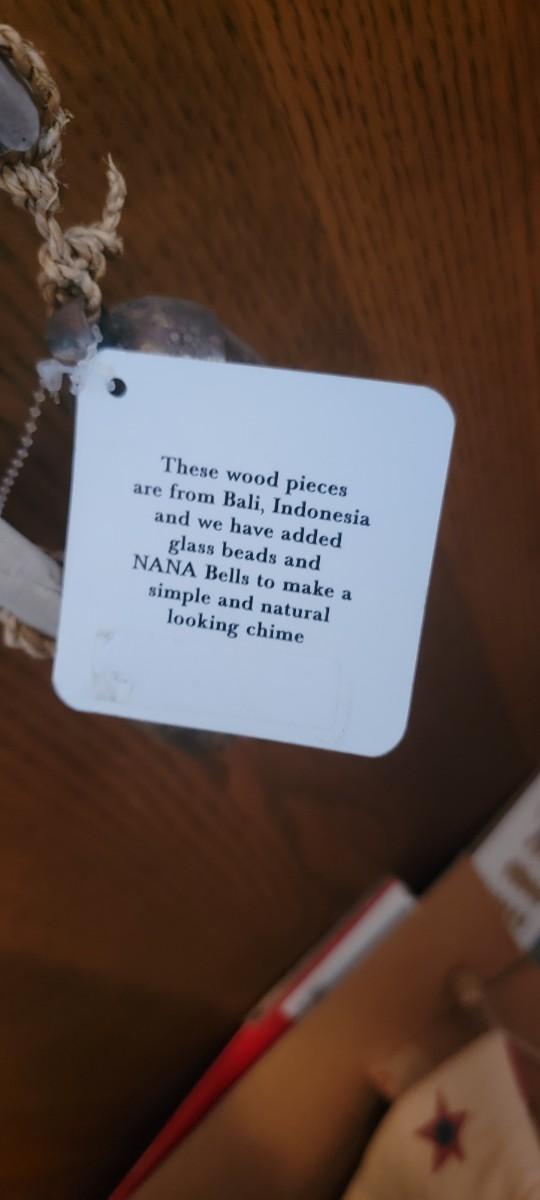 These wood pieces
are from Bali, Indonesia
and we have added
glass beads and
NANA Bells to make a
simple and natural
looking chime